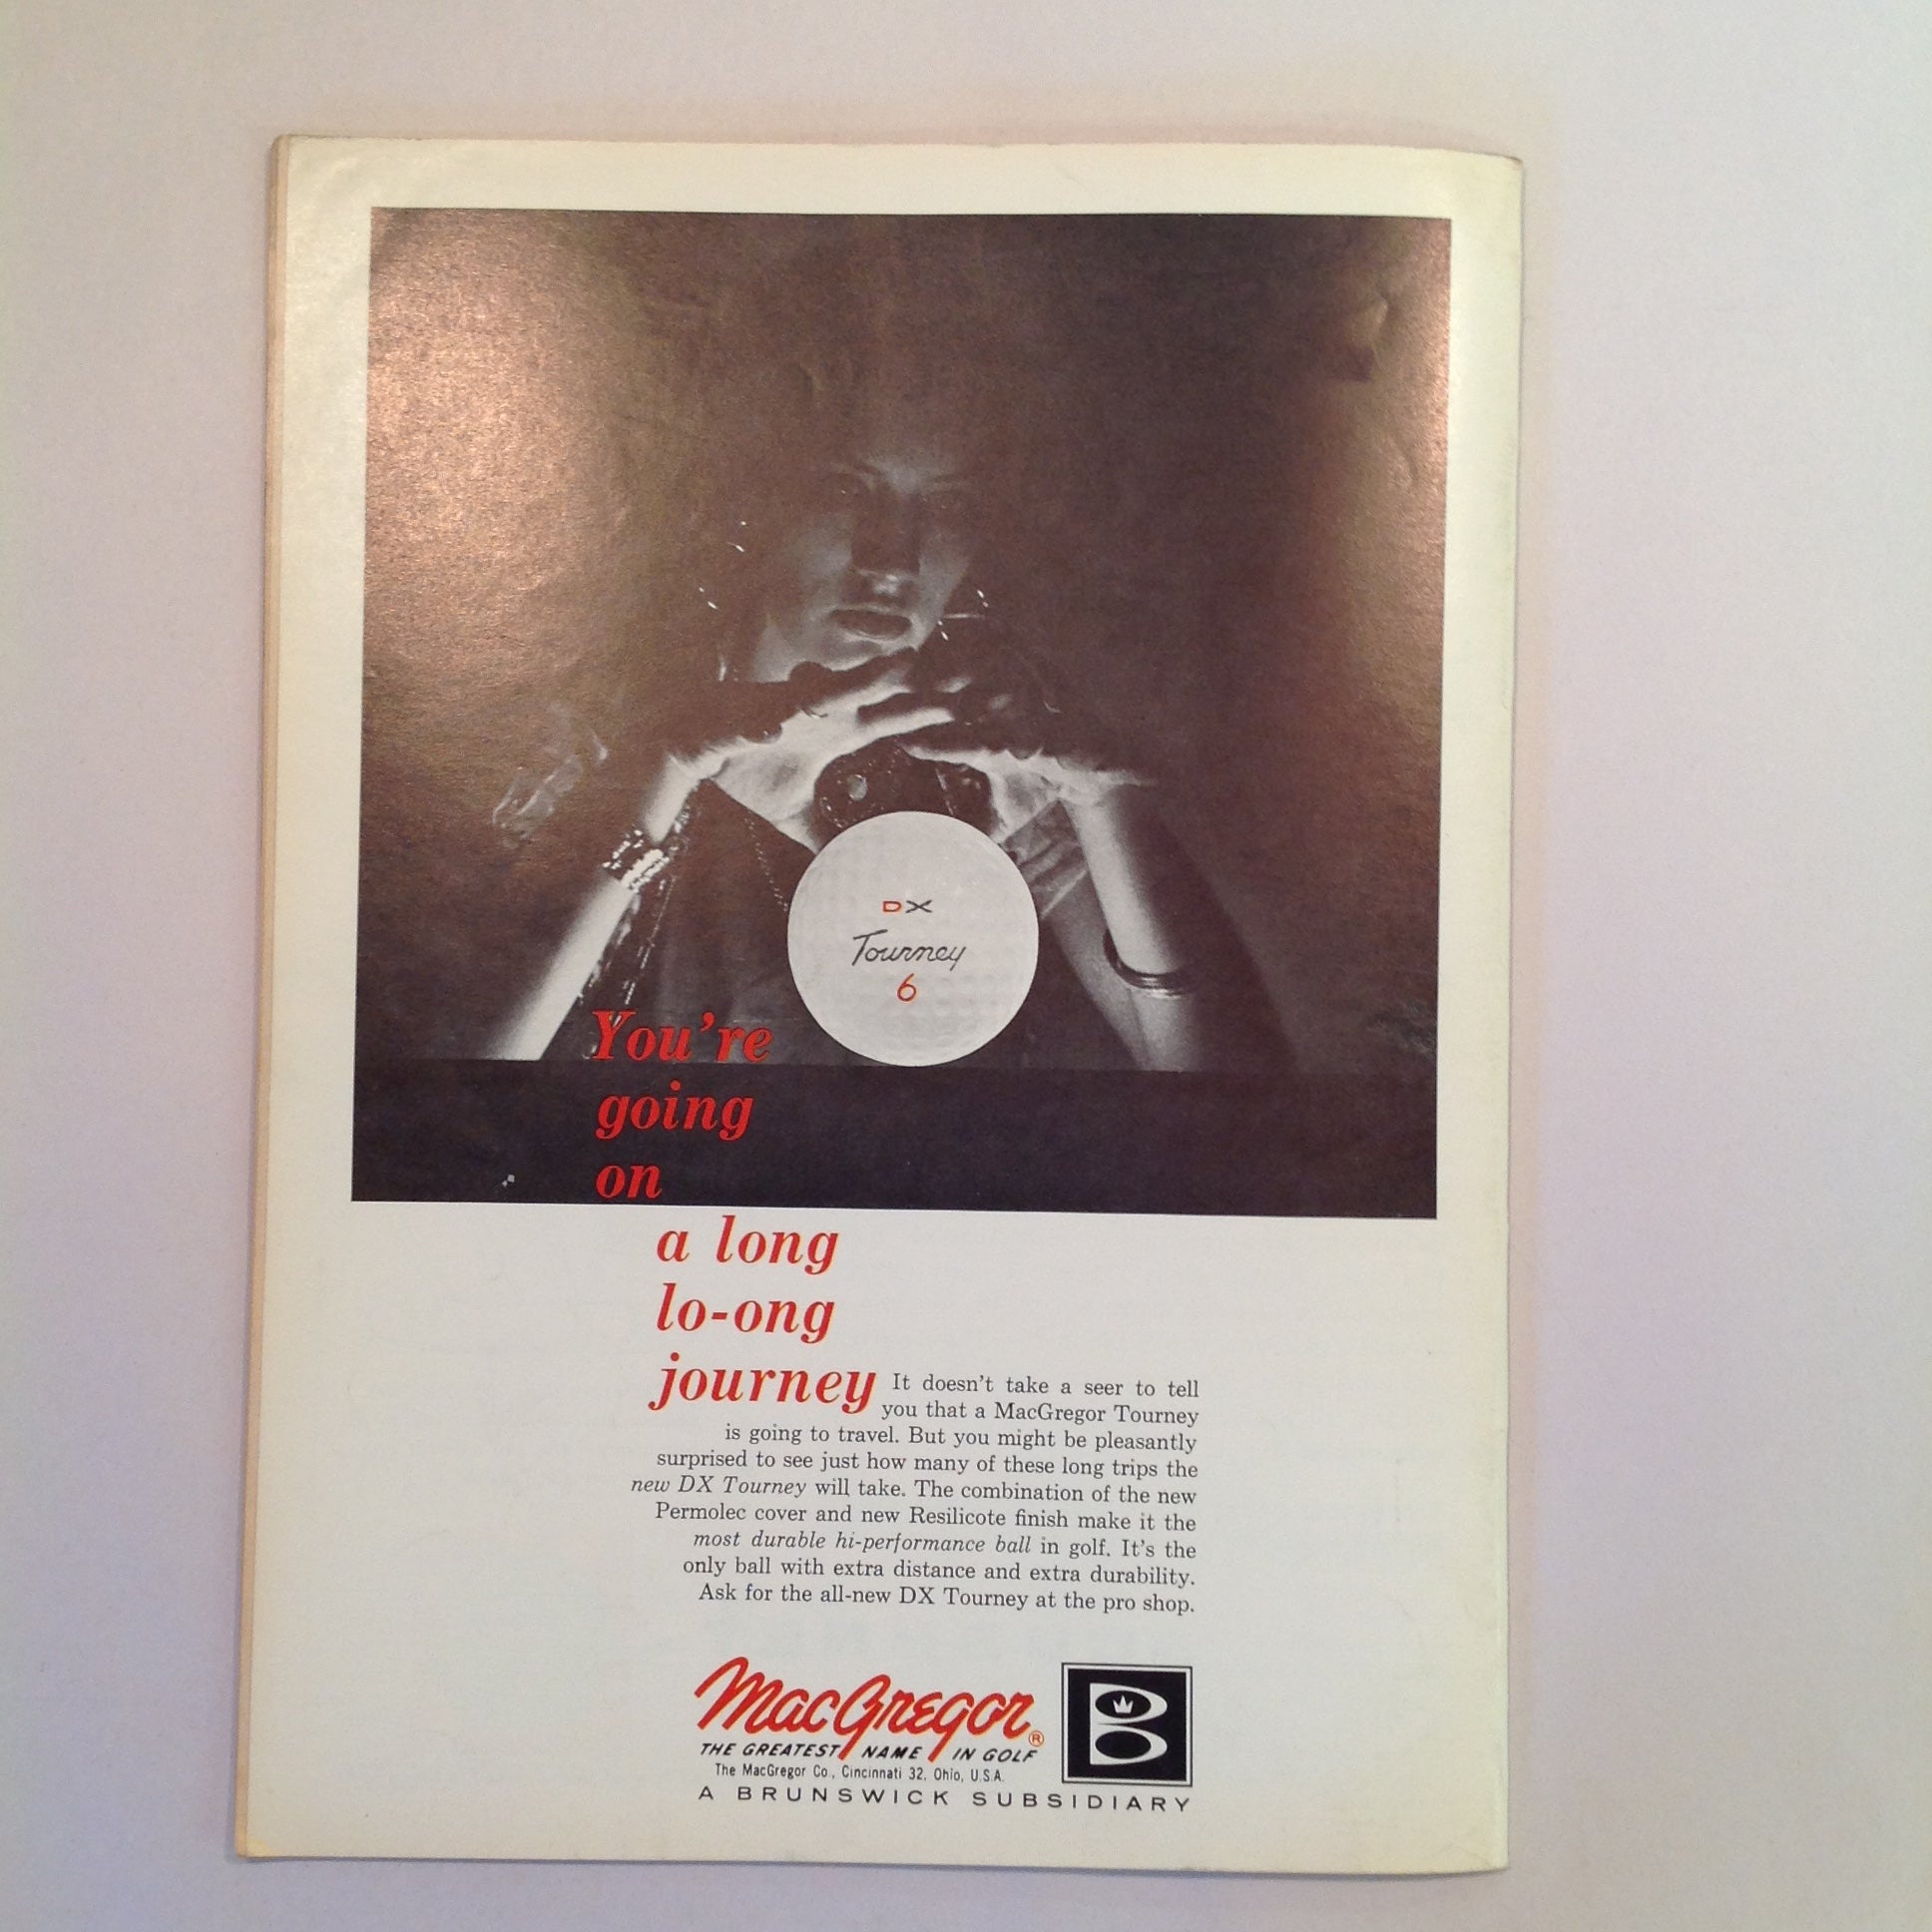 DX
Tourney
6
You're
going
on
a long
lo-ong
journey
It doesn't take a seer to tell
you that a MacGregor Tourney
is going to travel. But you might be pleasantly
surprised to see just how many of these long trips the
new DX Tourney will take. The combination of the new
Permolec cover and new Resilicote finish make it the
most durable hi-performance ball in golf. It's the
only ball with extra distance and extra durability.
Ask for the all-new DX Tourney at the pro shop.
MacGregor®
THE GREATEST NAME IN GOLF
The MacGregor Co., Cincinnati 32, Ohio, U.S.A.
A BRUNSWICK SUBSIDIARY
B